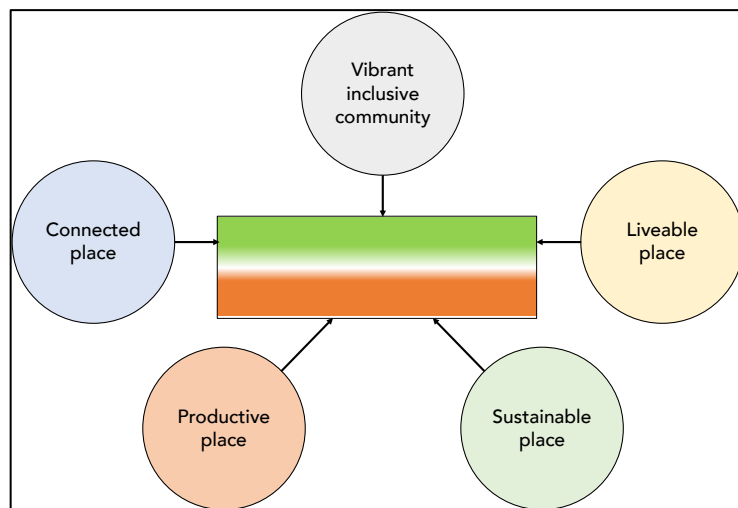 Vibrant
inclusive
community
Connected
place
Liveable
place
Productive
place
Sustainable
place